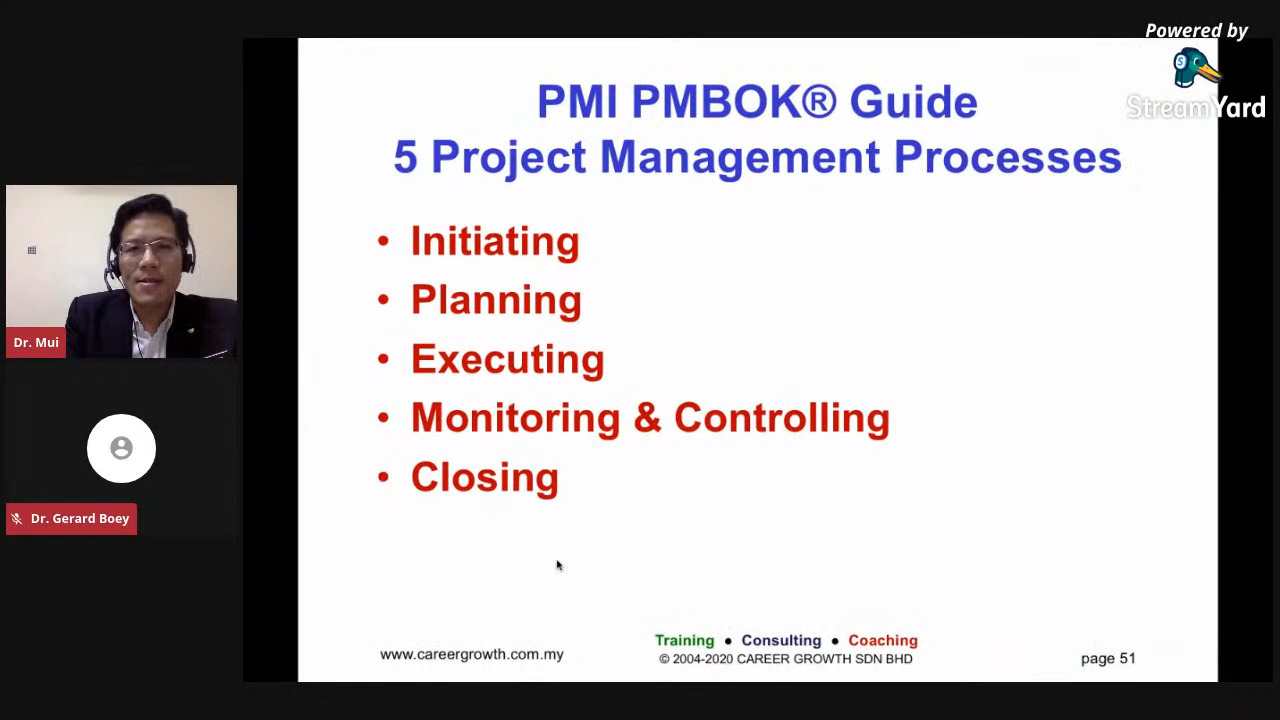 Powered by
StreamYard
PMI PMBOK® Guide
5 Project Management Processes
• Initiating
• Planning
• Executing
• Monitoring & Controlling
• Closing
Dr. Mui
Dr. Gerard Boey
www.careergrowth.com.my
Training ● Consulting ● Coaching
© 2004-2020 CAREER GROWTH SDN BHD
page 51